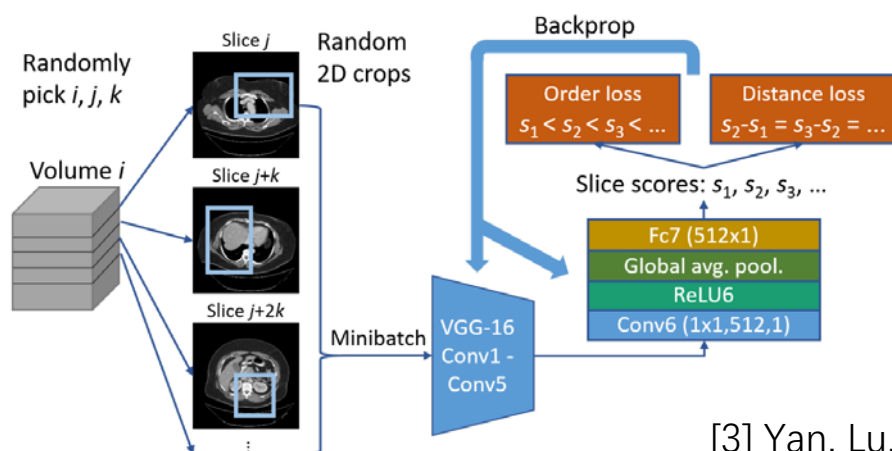 Randomly
pick i, j, k
Volume i
Slice j
Slice j+k
Slice j+2k
...
Random
2D crops
Minibatch
VGG-16
Conv1 -
Conv5
Backprop
Order loss
s₁ < s₂ < s₃ < ...
Distance loss
s₂-s₁ = s₃-s₂ = ...
Slice scores: s₁, s₂, s₃, ...
Fc7 (512x1)
Global avg. pool.
ReLU6
Conv6 (1x1,512,1)
[3] Yan, Lu,